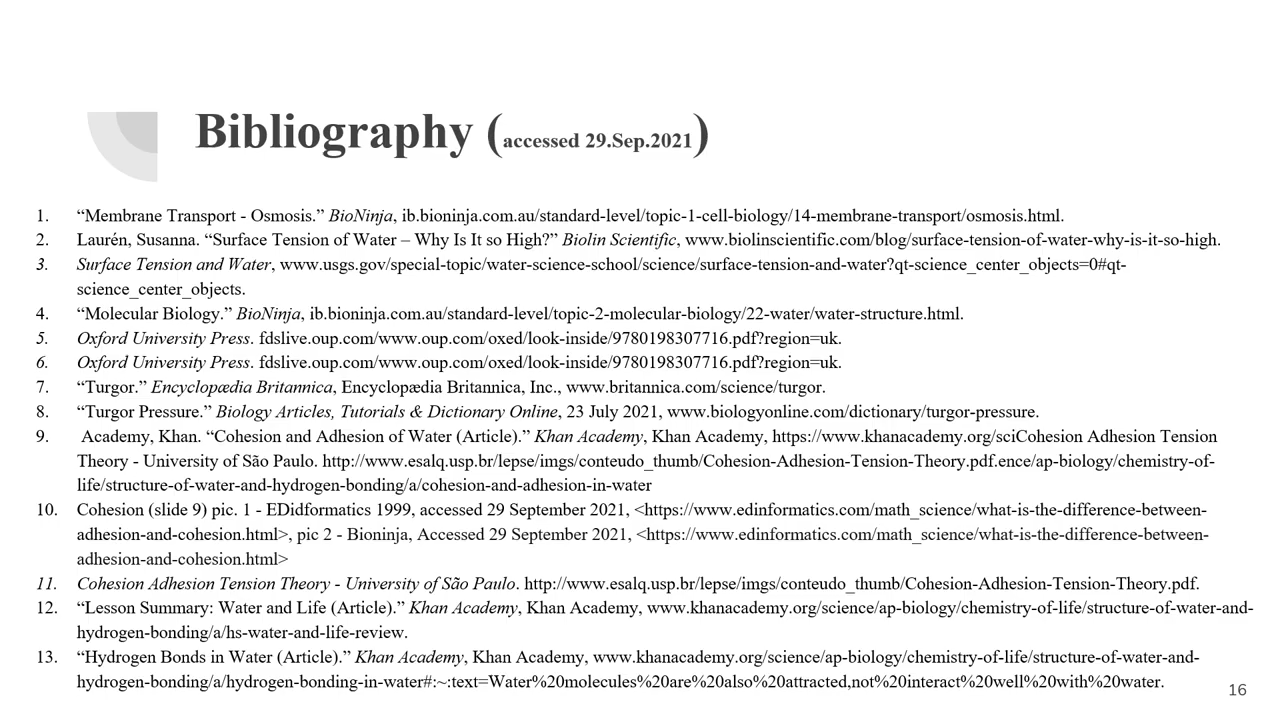 Bibliography (accessed 29.Sep.2021)
1. “Membrane Transport - Osmosis.” BioNinja, ib.bioninja.com.au/standard-level/topic-1-cell-biology/14-membrane-transport/osmosis.html.
2. Laurén, Susanna. “Surface Tension of Water – Why Is It so High?” Biolin Scientific, www.biolinscientific.com/blog/surface-tension-of-water-why-is-it-so-high.
3. Surface Tension and Water, www.usgs.gov/special-topic/water-science-school/science/surface-tension-and-water?qt-science_center_objects=0#qt-
science_center_objects.
4. “Molecular Biology.” BioNinja, ib.bioninja.com.au/standard-level/topic-2-molecular-biology/22-water/water-structure.html.
5. Oxford University Press. fdslive.oup.com/www.oup.com/oxed/look-inside/9780198307716.pdf?region=uk.
6. Oxford University Press. fdslive.oup.com/www.oup.com/oxed/look-inside/9780198307716.pdf?region=uk.
7. “Turgor.” Encyclopædia Britannica, Encyclopædia Britannica, Inc., www.britannica.com/science/turgor.
8. “Turgor Pressure.” Biology Articles, Tutorials & Dictionary Online, 23 July 2021, www.biologyonline.com/dictionary/turgor-pressure.
9. Academy, Khan. “Cohesion and Adhesion of Water (Article).” Khan Academy, Khan Academy, https://www.khanacademy.org/sciCohesion Adhesion Tension
Theory - University of São Paulo. http://www.esalq.usp.br/lepse/imgs/conteudo_thumb/Cohesion-Adhesion-Tension-Theory.pdf.ence/ap-biology/chemistry-of-
life/structure-of-water-and-hydrogen-bonding/a/cohesion-and-adhesion-in-water
10. Cohesion (slide 9) pic. 1 - EDidformatics 1999, accessed 29 September 2021, <https://www.edinformatics.com/math_science/what-is-the-difference-between-
adhesion-and-cohesion.html>, pic 2 - Bioninja, Accessed 29 September 2021, <https://www.edinformatics.com/math_science/what-is-the-difference-between-
adhesion-and-cohesion.html>
11. Cohesion Adhesion Tension Theory - University of São Paulo. http://www.esalq.usp.br/lepse/imgs/conteudo_thumb/Cohesion-Adhesion-Tension-Theory.pdf.
12. “Lesson Summary: Water and Life (Article).” Khan Academy, Khan Academy, www.khanacademy.org/science/ap-biology/chemistry-of-life/structure-of-water-and-
hydrogen-bonding/a/hs-water-and-life-review.
13. “Hydrogen Bonds in Water (Article).” Khan Academy, Khan Academy, www.khanacademy.org/science/ap-biology/chemistry-of-life/structure-of-water-and-
hydrogen-bonding/a/hydrogen-bonding-in-water#:~:text=Water%20molecules%20are%20also%20attracted,not%20interact%20well%20with%20water.
16